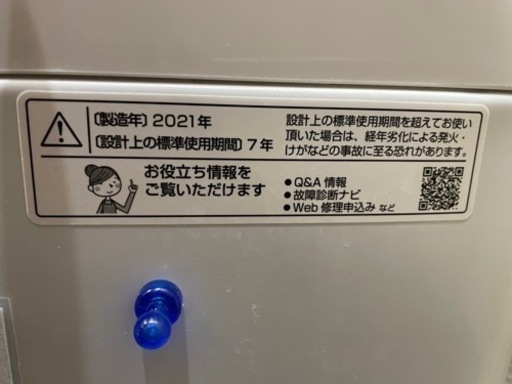 〔製造年〕2021年
〔設計上の標準使用期間〕7年
設計上の標準使用期間を超えてお使い
頂いた場合は、経年劣化による発火・
けがなどの事故に至る恐れがあります。
お役立ち情報を
ご覧いただけます
●Q&A 情報
●故障診断ナビ
●Web 修理申込み など